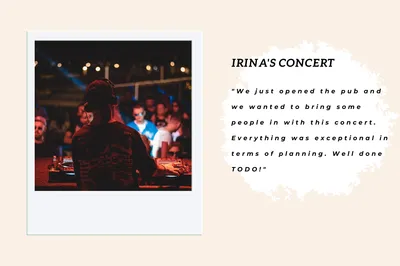 IRINA'S CONCERT
"We just opened the pub and
we wanted to bring some
people in with this concert.
Everything was exceptional in
terms of planning. Well done
TODO!"